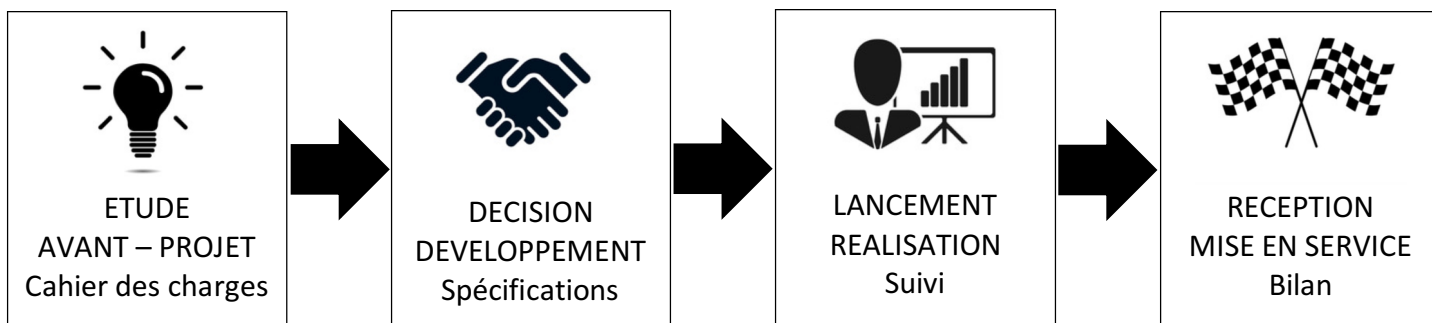 ETUDE
AVANT – PROJET
Cahier des charges
DECISION
DEVELOPPEMENT
Spécifications
LANCEMENT
REALISATION
Suivi
RECEPTION
MISE EN SERVICE
Bilan